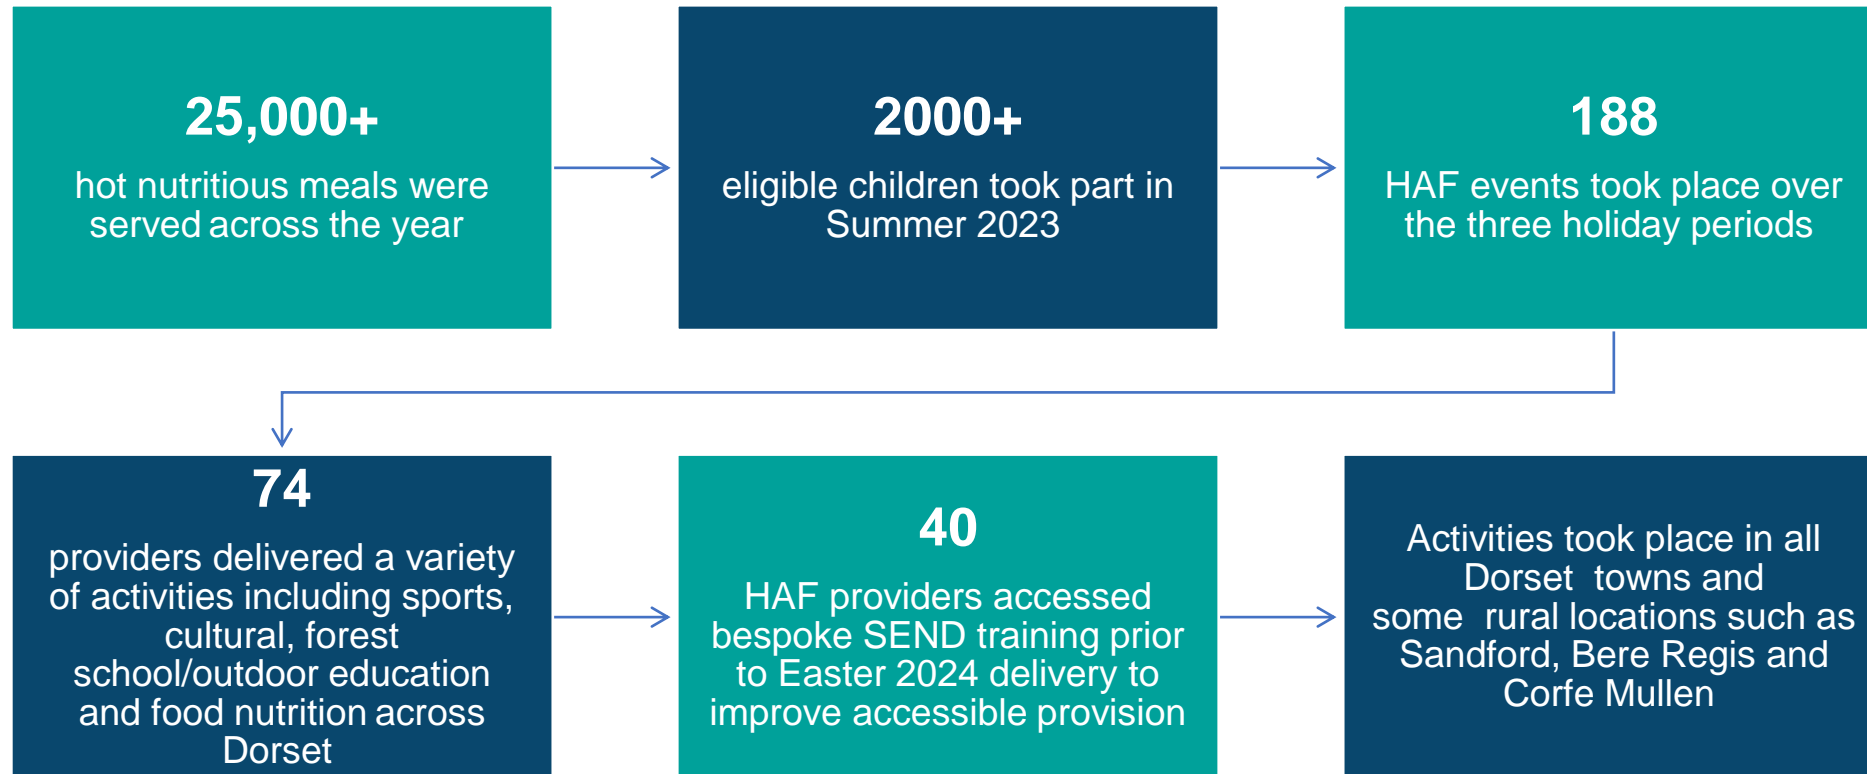 25,000+
hot nutritious meals were
served across the year
2000+
eligible children took part in
Summer 2023
188
HAF events took place over
the three holiday periods
74
providers delivered a variety
of activities including sports,
cultural, forest
school/outdoor education
and food nutrition across
Dorset
40
HAF providers accessed
bespoke SEND training prior
to Easter 2024 delivery to
improve accessible provision
Activities took place in all
Dorset towns and
some rural locations such as
Sandford, Bere Regis and
Corfe Mullen